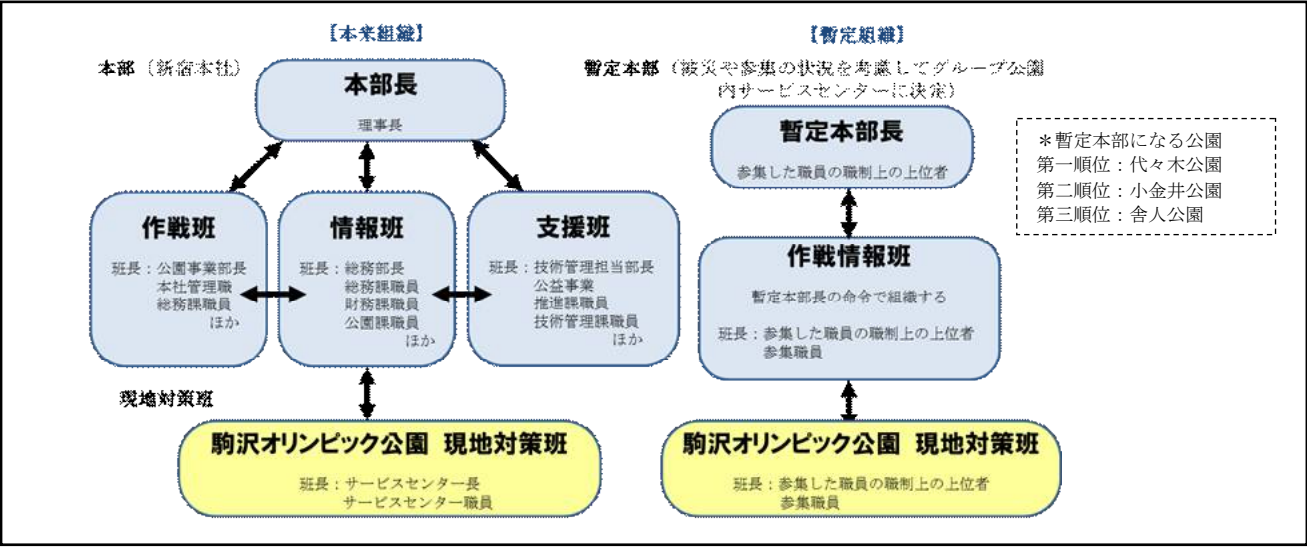 【本来組織】
本部（新宿本社）
本部長
理事長
作戦班
班長：公園事業部長
本社管理職
総務課職員
ほか
情報班
班長：総務部長
総務課職員
財務課職員
公園課職員
ほか
支援班
班長：技術管理担当部長
公益事業
推進課職員
技術管理課職員
ほか
現地対策班
駒沢オリンピック公園 現地対策班
班長：サービスセンター長
サービスセンター職員
【暫定組織】
暫定本部（被災や参集の状況を考慮してグループ公園
内サービスセンターに決定）
暫定本部長
参集した職員の職制上の上位者
作戦情報班
暫定本部長の命令で組織する
班長：参集した職員の職制上の上位者
参集職員
駒沢オリンピック公園 現地対策班
班長：参集した職員の職制上の上位者
参集職員
＊暫定本部になる公園
第一順位：代々木公園
第二順位：小金井公園
第三順位：舎人公園